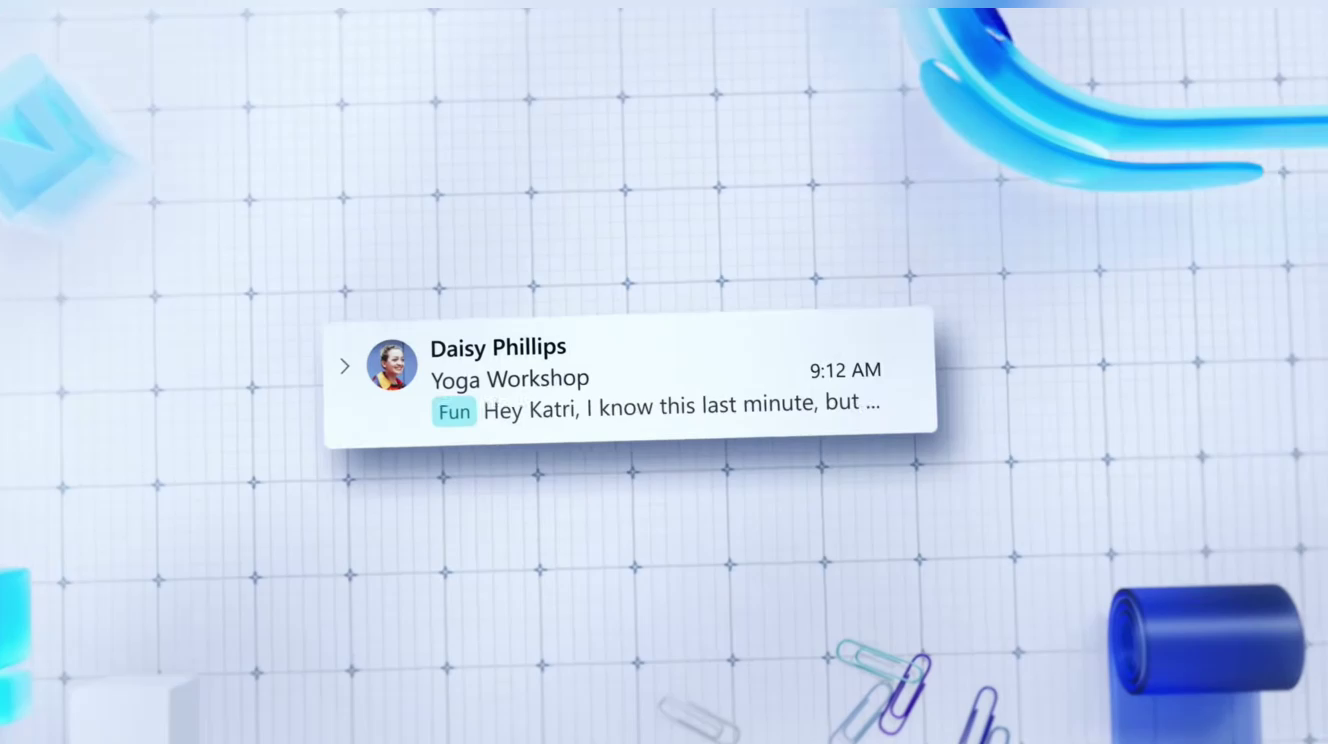 Daisy Phillips
Yoga Workshop
9:12 AM
Fun Hey Katri, I know this last minute, but ...